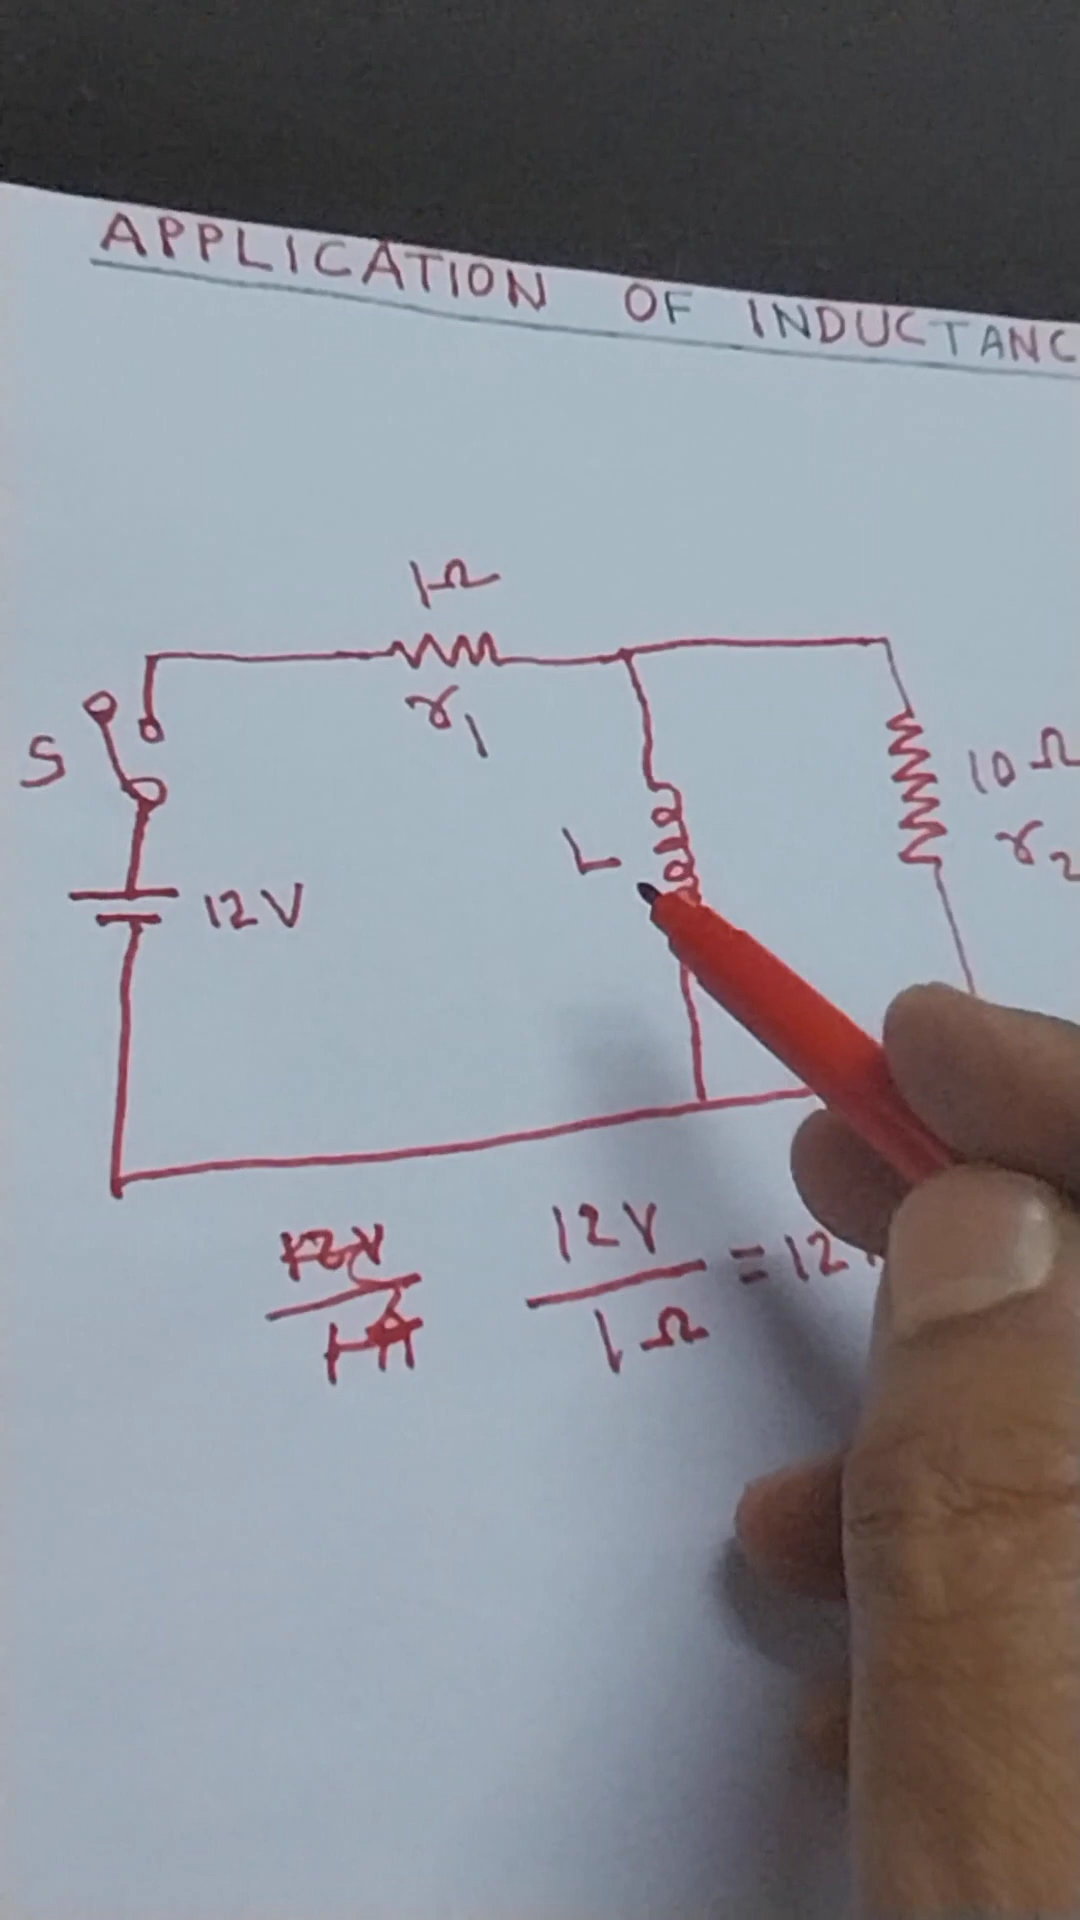 APPLICATION OF INDUCTANC
1Ω
r1
S
12V
L
10Ω
r2
12V
1Ω
= 12